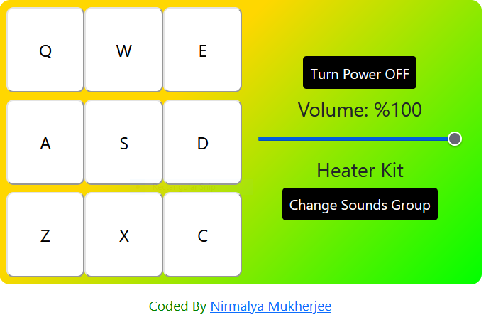 Q W E
Turn Power OFF
Volume: %100
A S D
Heater Kit
Change Sounds Group
Z X C
Coded By Nirmalya Mukherjee